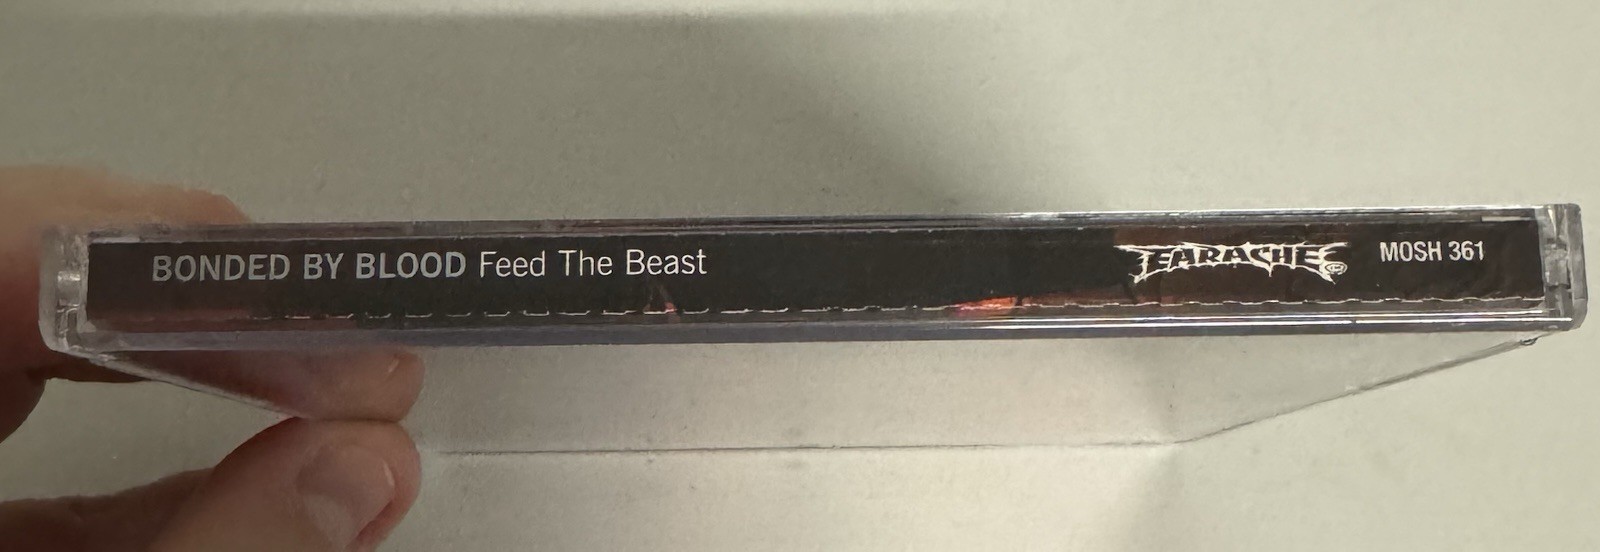 BONDED BY BLOOD Feed The Beast EARACHE MOSH 361